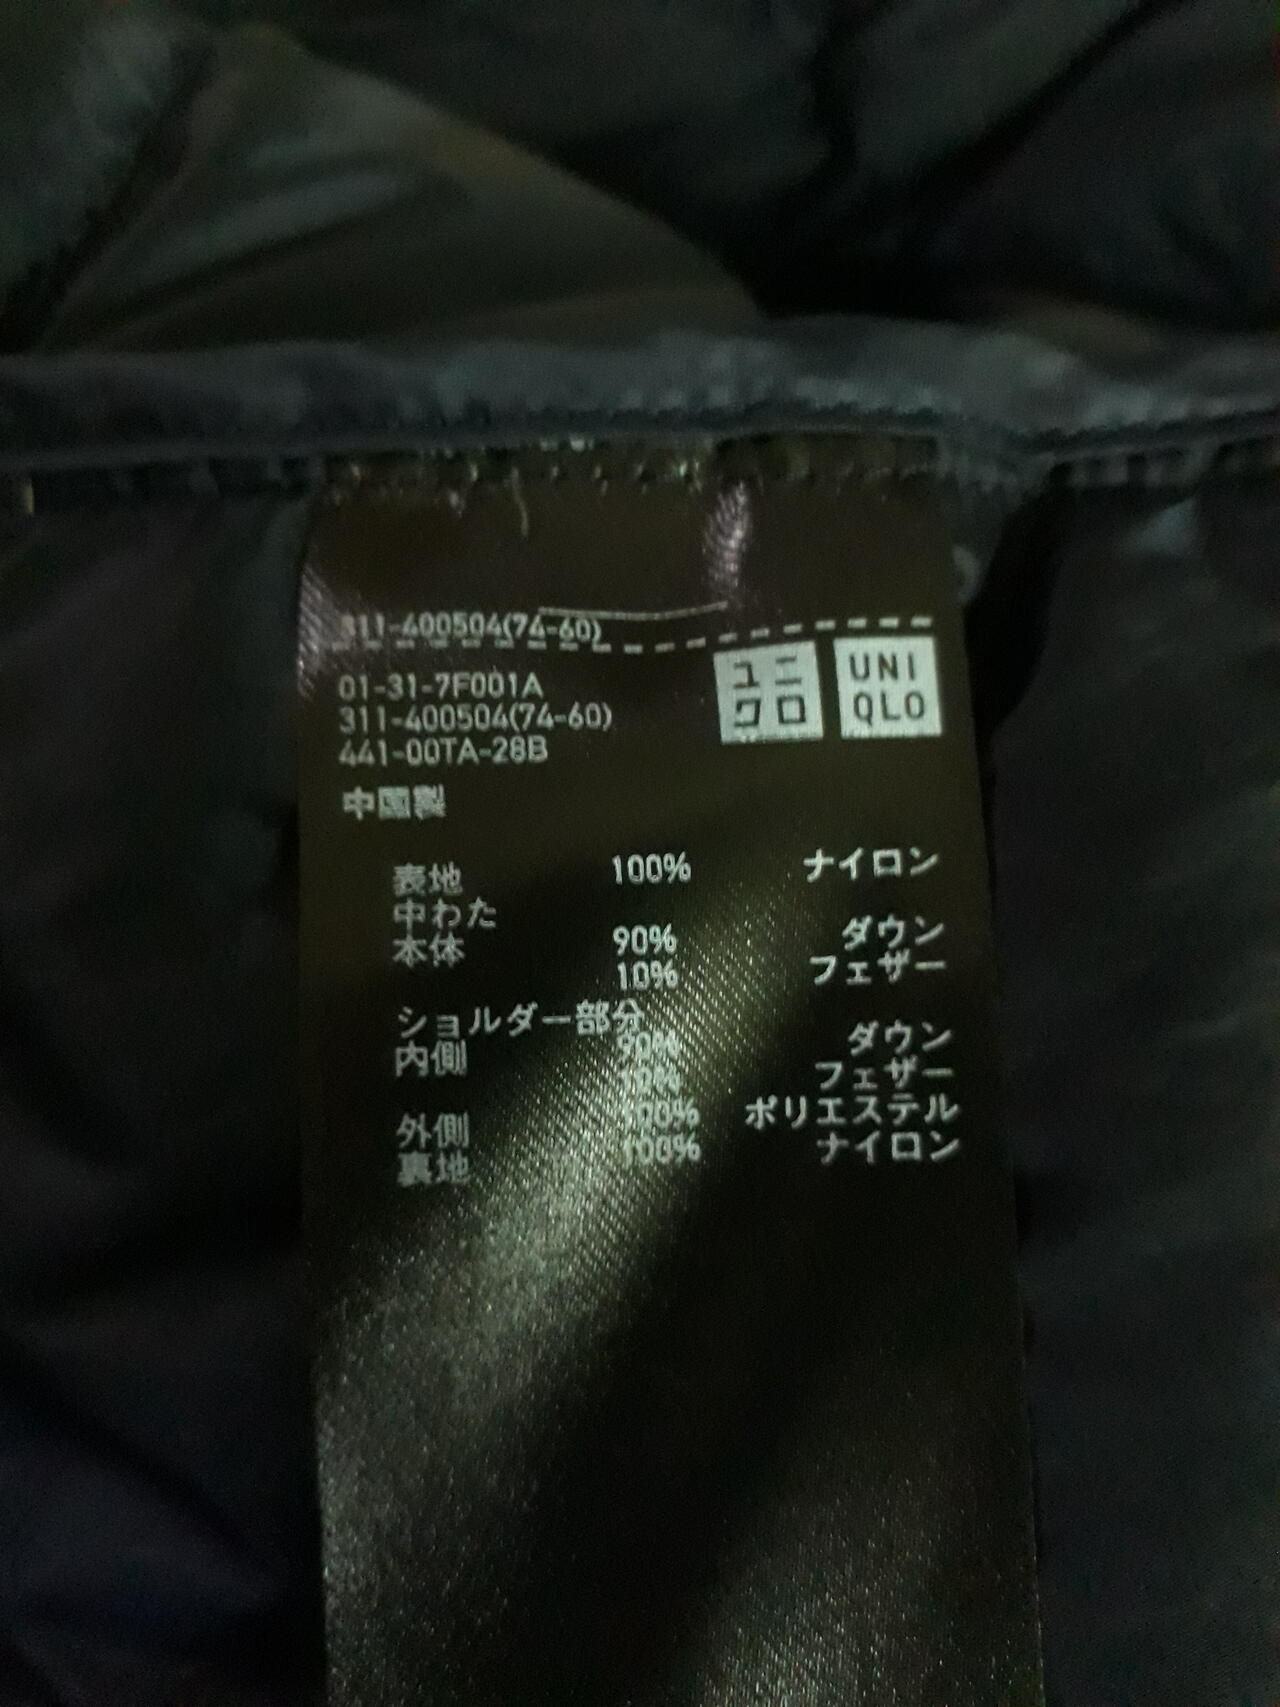 311-400504(74-60)
01-31-7F001A
311-400504(74-60)
441-00TA-28B
ユニ
クロ
UNI
QLO
中国製
表地 100% ナイロン
中わた
本体 90% ダウン
10% フェザー
ショルダー部分
内側 90% ダウン
10% フェザー
外側 100% ポリエステル
裏地 100% ナイロン